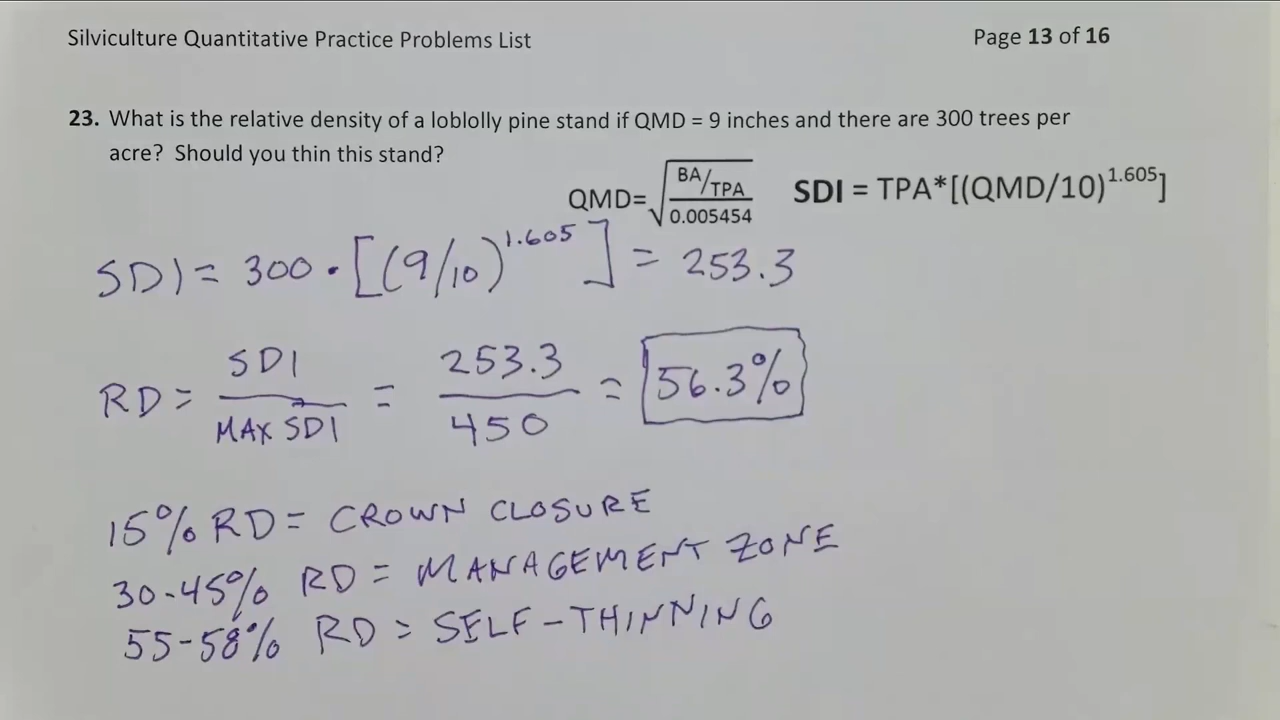 Silviculture Quantitative Practice Problems List Page 13 of 16
23. What is the relative density of a loblolly pine stand if QMD = 9 inches and there are 300 trees per
acre? Should you thin this stand?
QMD=√((BA/TPA)/0.005454) SDI = TPA*[(QMD/10)^1.605]
SDI = 300 · [(9/10)^1.605] = 253.3
RD = SDI/MAX SDI = 253.3/450 = 56.3%
15% RD = CROWN CLOSURE
30-45% RD = MANAGEMENT ZONE
55-58% RD = SELF-THINNING